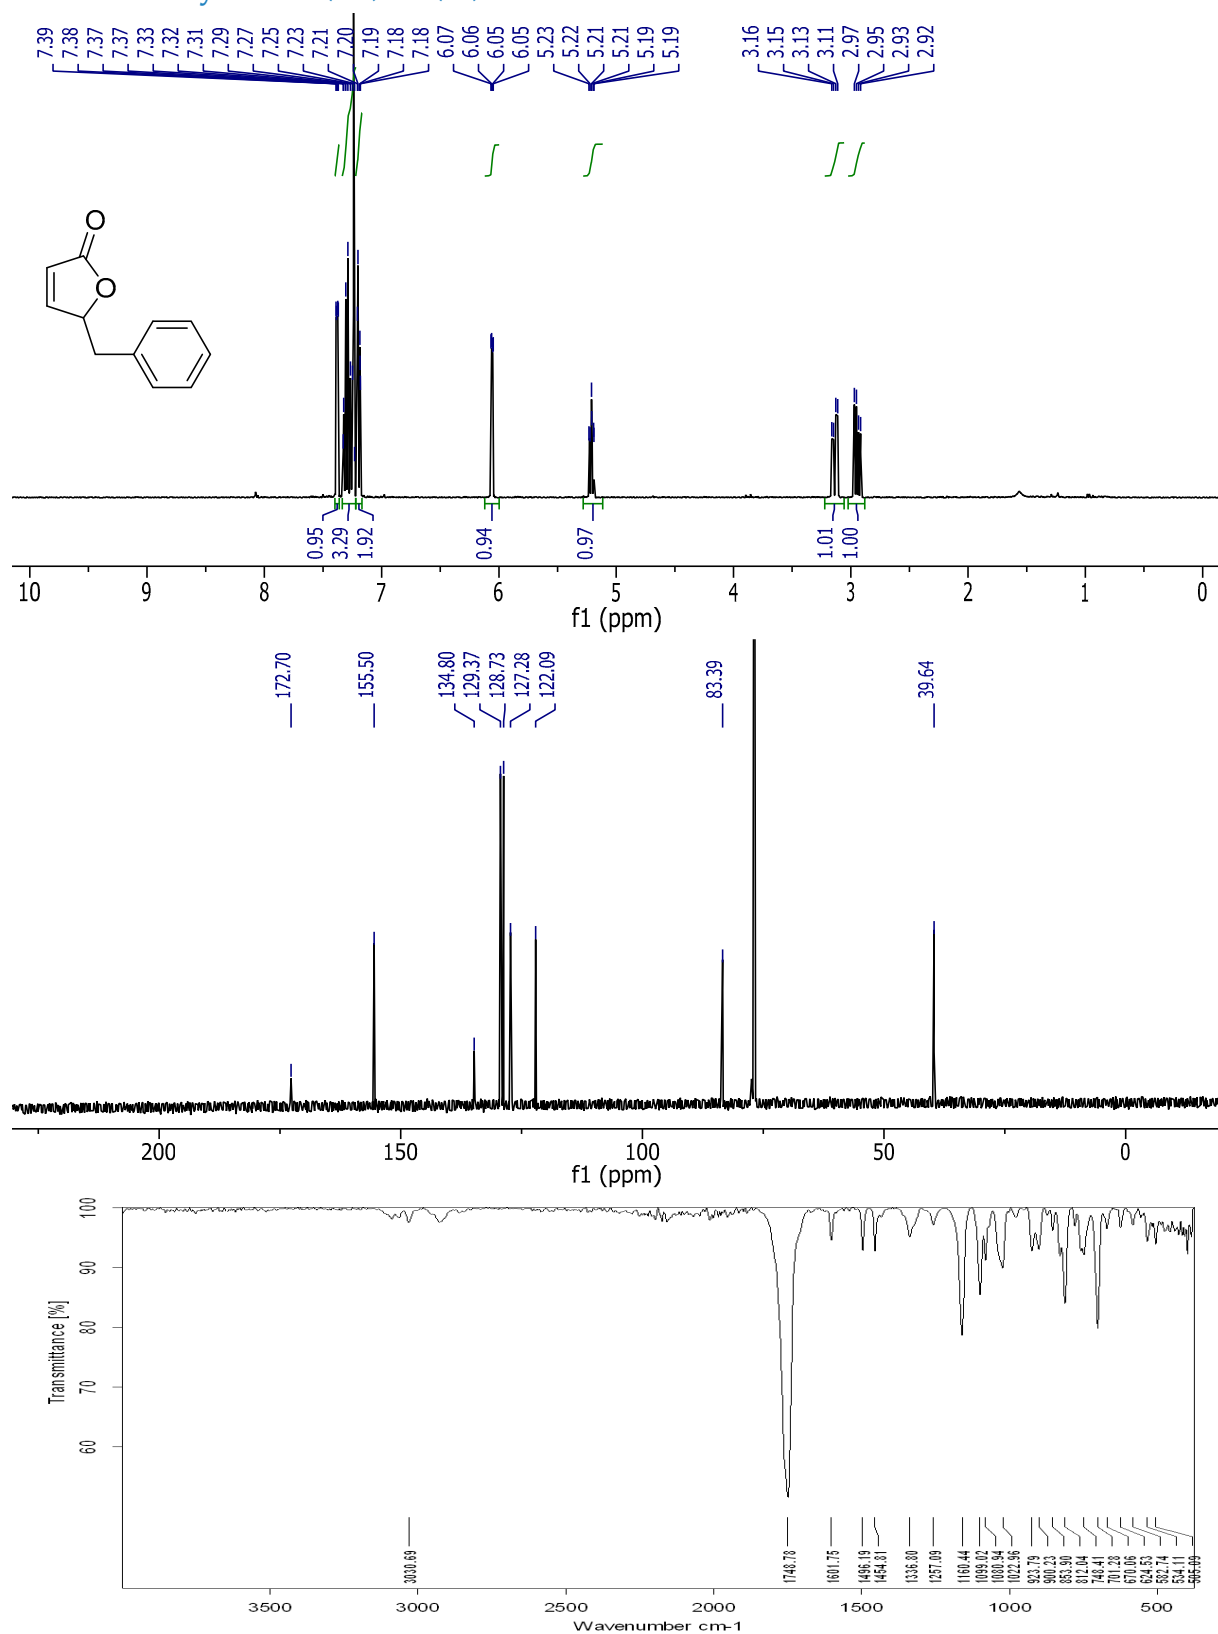 7.39 7.38 7.37 7.37 7.33 7.32 7.31 7.29 7.27 7.25 7.23 7.21 7.20 7.19 7.18 7.18 6.07 6.06 6.05 6.05 5.23 5.22 5.21 5.21 5.19 5.19 3.16 3.15 3.13 3.11 2.97 2.95 2.93 2.92
O
O
0.95 3.29 1.92 0.94 0.97 1.01 1.00
10 9 8 7 6 5 4 3 2 1 0
f1 (ppm)
172.70 155.50 134.80 129.37 128.73 127.28 122.09 83.39 39.64
200 150 100 50 0
f1 (ppm)
100
90
80
70
60
Transmittance [%]
3030.69 1748.78 1601.75 1496.19 1454.81 1336.80 1257.09 1160.44 1099.02 1080.94 1022.96 923.79 900.23 853.90 812.04 748.41 701.28 670.06 624.53 582.74 534.11 505.09
3500 3000 2500 2000 1500 1000 500
Wavenumber cm-1